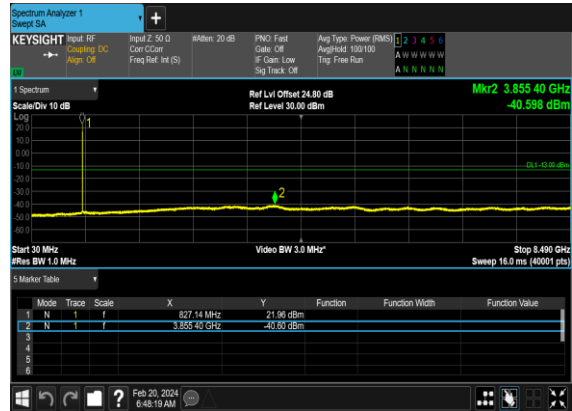 Spectrum Analyzer 1
Swept SA
+
KEYSIGHT Input: RF Input Z: 50 Ω #Atten: 20 dB PNO: Fast Avg Type: Power (RMS) 1 2 3 4 5 6
Coupling: DC Corr CCorr Gate: Off Avg|Hold: 100/100 A W W W W W
Align: Off Freq Ref: Int (S) IF Gain: Low Trig: Free Run
Sig Track: Off A N N N N N
1 Spectrum Ref Lvl Offset 24.80 dB Mkr2 3.855 40 GHz
Scale/Div 10 dB Ref Level 30.00 dBm -40.598 dBm
Log
1
20.0
10.0
0.00
-10.0
DL1 -13.00 dBm
-20.0
-30.0
2
-40.0
-50.0
-60.0
Start 30 MHz Video BW 3.0 MHz* Stop 8.490 GHz
#Res BW 1.0 MHz Sweep 16.0 ms (40001 pts)
5 Marker Table
Mode Trace Scale X Y Function Function Width Function Value
1 N 1 f 827.14 MHz 21.96 dBm
2 N 1 f 3.855 40 GHz -40.60 dBm
3
4
5
6
? Feb 20, 2024
6:48:19 AM